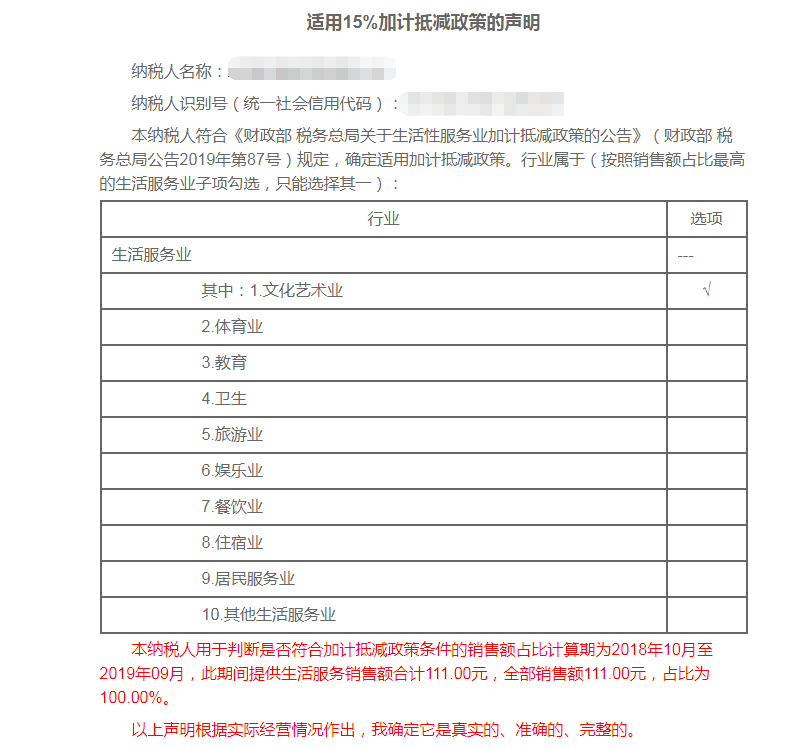 适用15%加计抵减政策的声明
纳税人名称：
纳税人识别号（统一社会信用代码）：
本纳税人符合《财政部 税务总局关于生活性服务业加计抵减政策的公告》（财政部 税
务总局公告2019年第87号）规定，确定适用加计抵减政策。行业属于（按照销售额占比最高
的生活服务业子项勾选，只能选择其一）：
行业 选项
生活服务业 ---
其中：1.文化艺术业 √
2.体育业
3.教育
4.卫生
5.旅游业
6.娱乐业
7.餐饮业
8.住宿业
9.居民服务业
10.其他生活服务业
本纳税人用于判断是否符合加计抵减政策条件的销售额占比计算期为2018年10月至
2019年09月，此期间提供生活服务销售额合计111.00元，全部销售额111.00元，占比为
100.00%。
以上声明根据实际经营情况作出，我确定它是真实的、准确的、完整的。